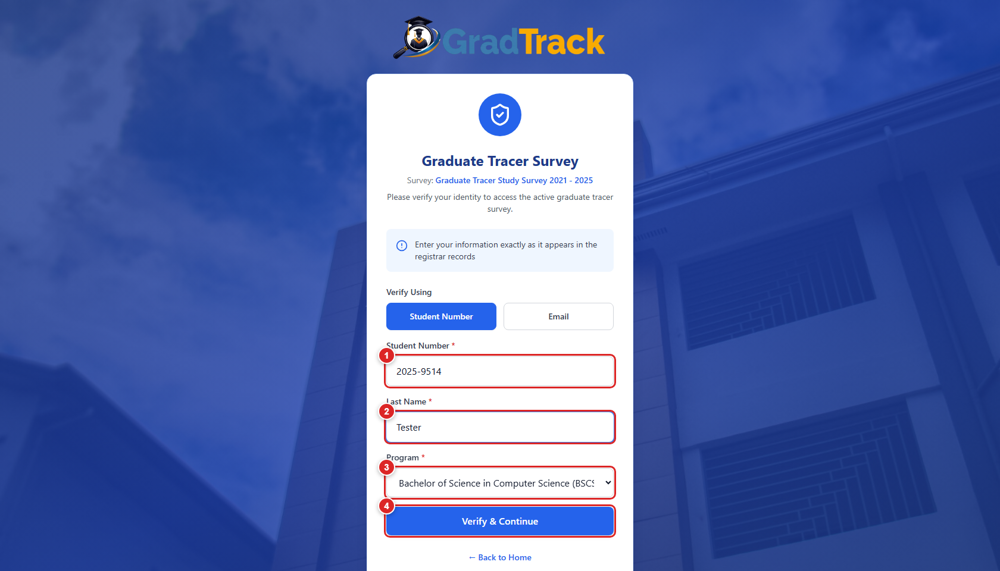 GradTrack
Graduate Tracer Survey
Survey: Graduate Tracer Study Survey 2021 - 2025
Please verify your identity to access the active graduate tracer
survey.
Enter your information exactly as it appears in the
registrar records
Verify Using
Student Number
Email
Student Number *
1
2025-9514
Last Name *
2
Tester
Program *
3
Bachelor of Science in Computer Science (BSCS
4
Verify & Continue
← Back to Home